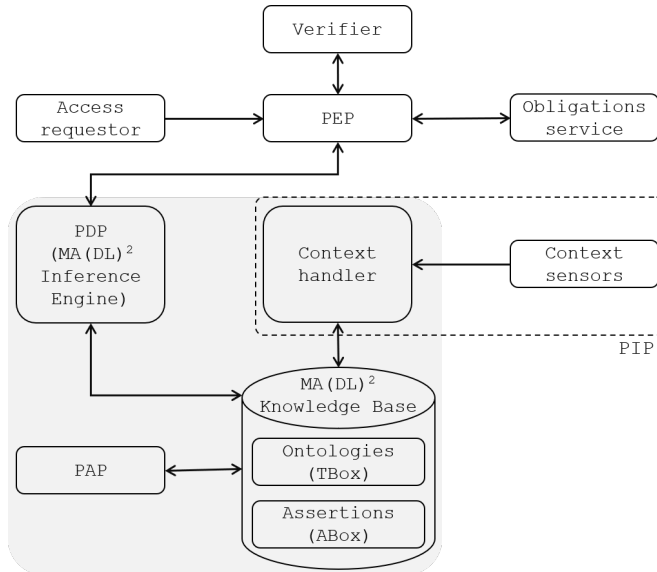 Verifier
Access
requestor
PEP
Obligations
service
PDP
(MA(DL)²
Inference
Engine)
Context
handler
Context
sensors
PIP
MA(DL)²
Knowledge Base
PAP
Ontologies
(TBox)
Assertions
(ABox)